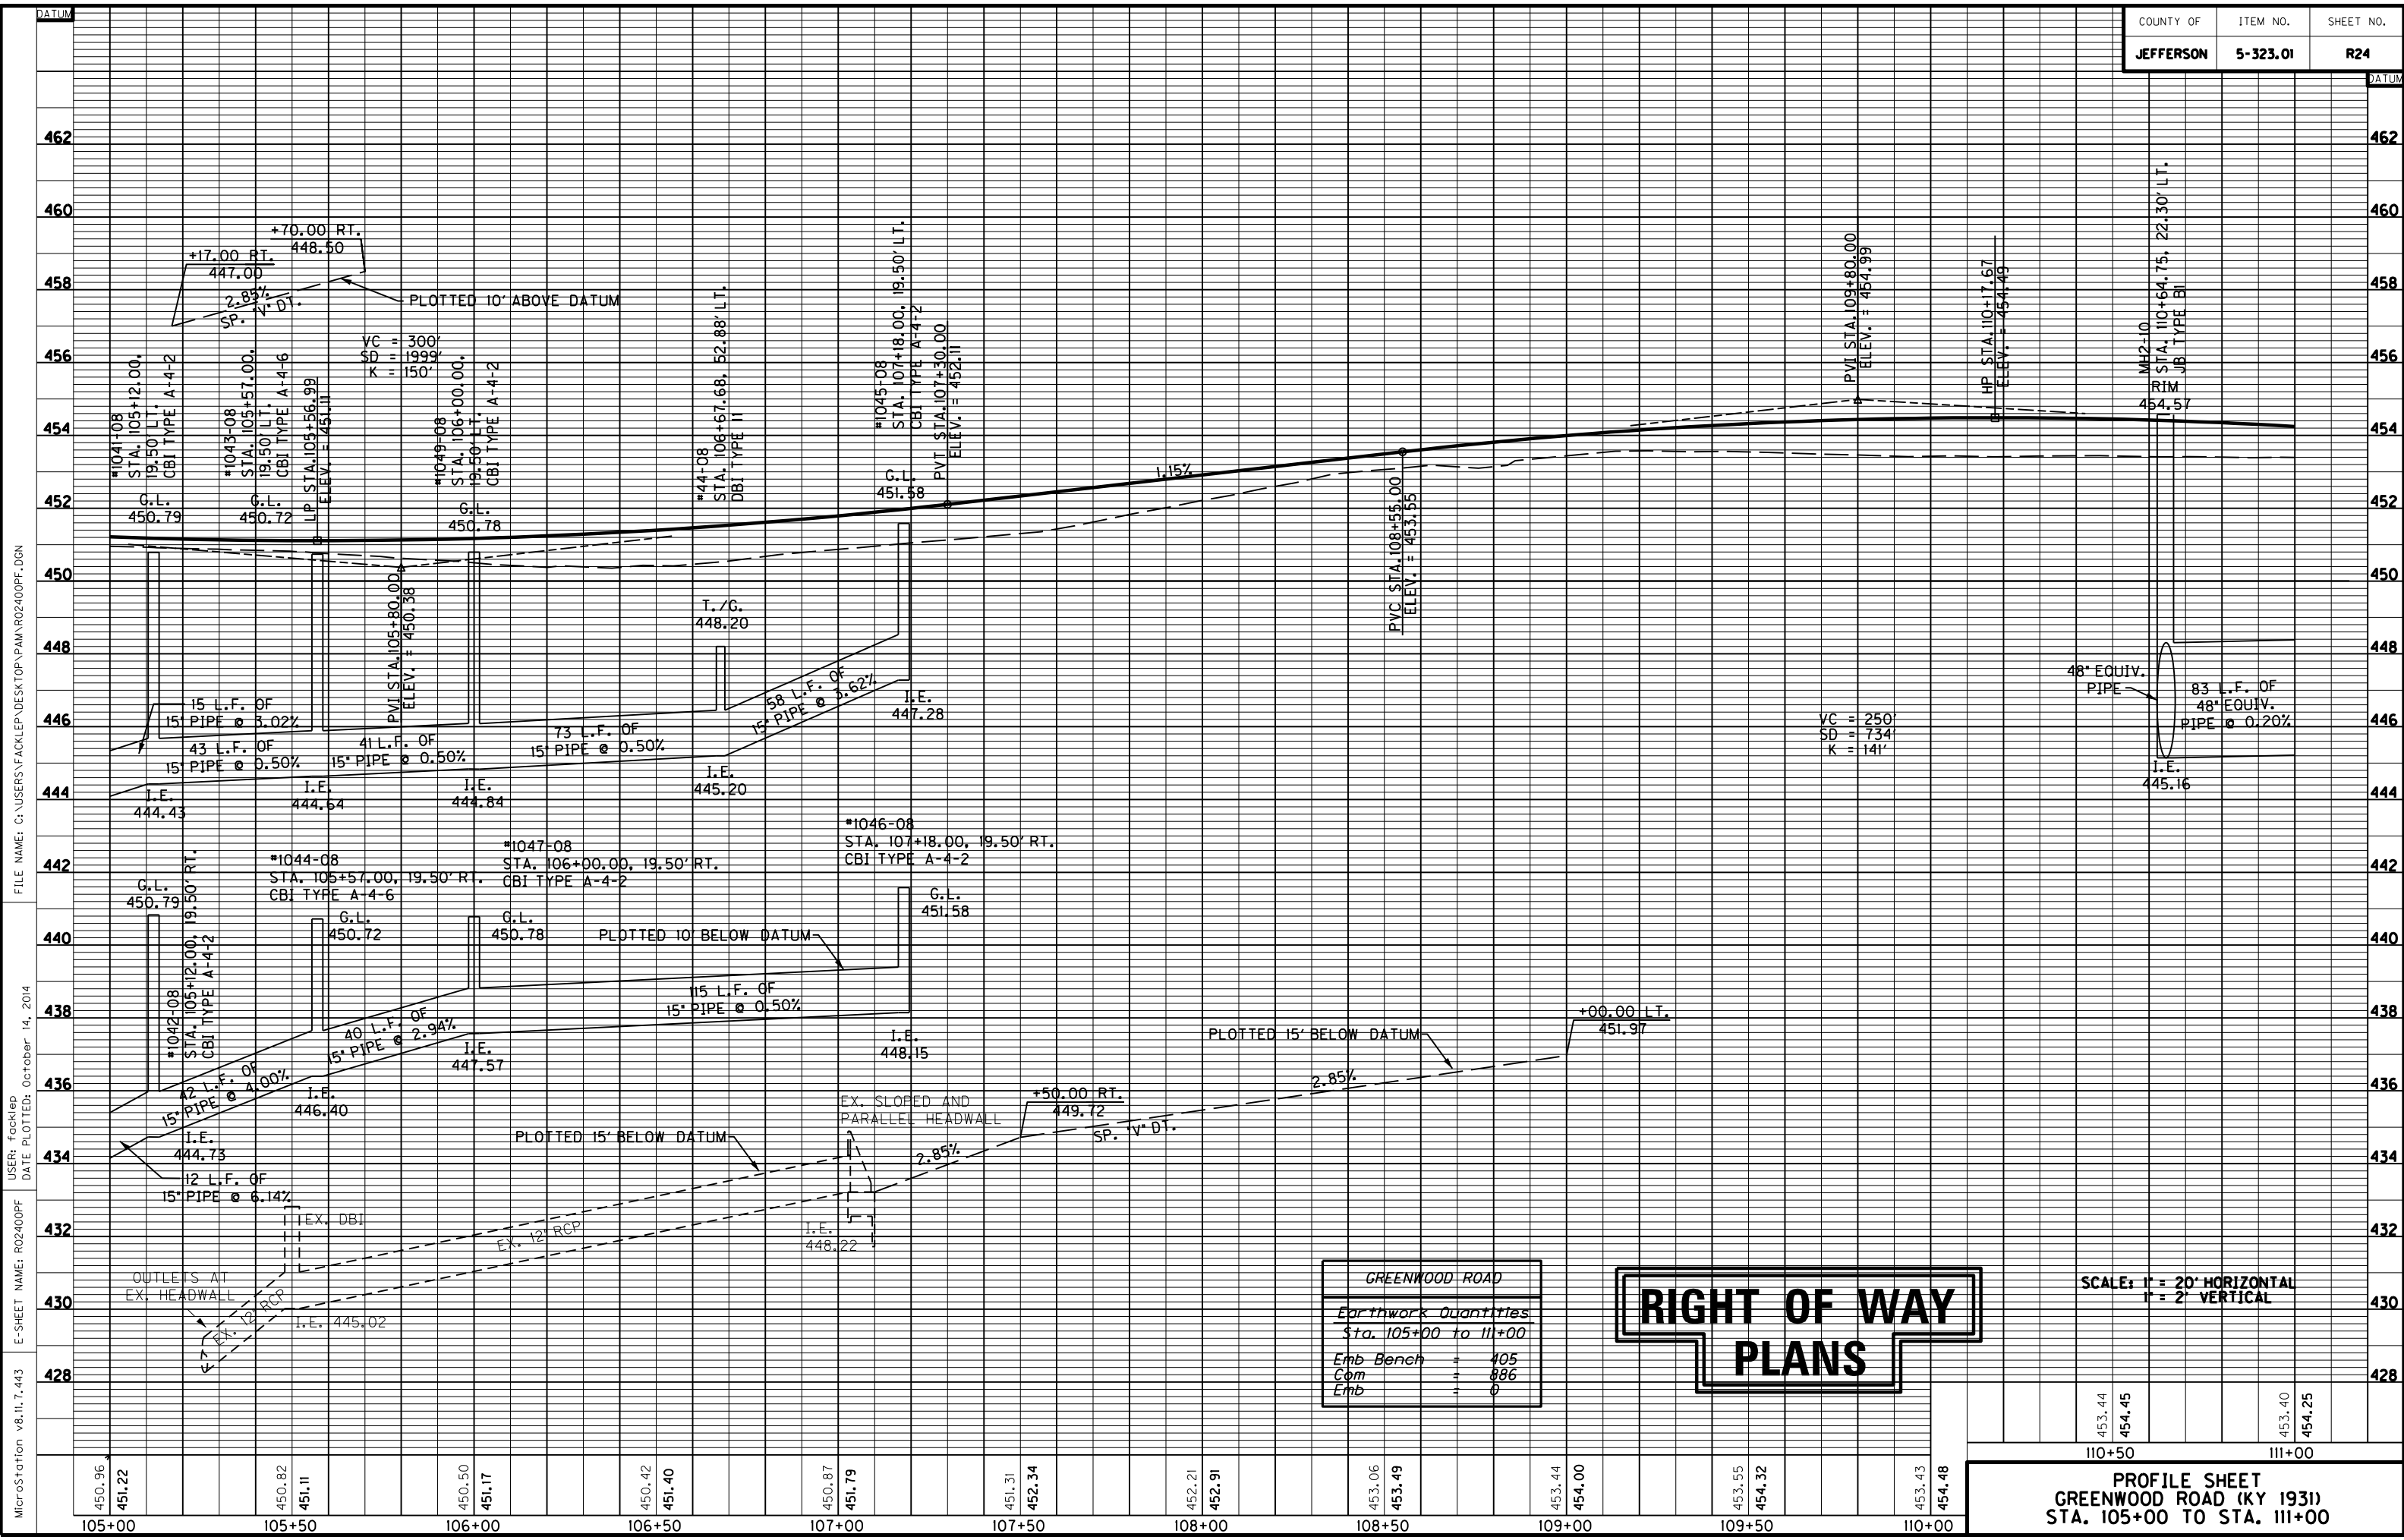 DATUM
COUNTY OF
ITEM NO.
SHEET NO.
JEFFERSON
5-323.01
R24
DATUM
462
462
460
460
458
458
456
456
454
454
452
452
450
450
448
448
446
446
444
444
442
442
440
440
438
438
436
436
434
434
432
432
430
430
428
428
+17.00 RT.
447.00
+70.00 RT.
448.50
2.85%
SP. "V" DT.
PLOTTED 10' ABOVE DATUM
VC = 300'
SD = 1999'
K = 150'
#1041-08
STA. 105+12.00,
19.50' LT.
CBI TYPE A-4-2
G.L.
450.79
#1043-08
STA. 105+57.00,
19.50' LT.
CBI TYPE A-4-6
G.L.
450.72
LP STA.105+56.99
ELEV. = 451.11
#1049-08
STA. 106+00.00,
19.50' LT.
CBI TYPE A-4-2
G.L.
450.78
#44-08
STA. 106+67.68, 52.88' LT.
DBI TYPE 11
T./G.
448.20
#1045-08
STA. 107+18.00, 19.50' LT.
CBI TYPE A-4-2
G.L.
451.58
PVT STA.107+30.00
ELEV. = 452.11
1.15%
PVC STA.108+55.00
ELEV. = 453.55
PVI STA.109+80.00
ELEV. = 454.99
HP STA.110+17.67
ELEV. = 454.49
MH2-10
STA. 110+64.75, 22.30' LT.
JB TYPE B1
RIM
454.57
PVI STA.105+80.00
ELEV. = 450.38
15 L.F. OF
15" PIPE @ 3.02%
43 L.F. OF
15" PIPE @ 0.50%
41 L.F. OF
15" PIPE @ 0.50%
73 L.F. OF
15" PIPE @ 0.50%
58 L.F. OF
15" PIPE @ 3.62%
I.E.
444.43
I.E.
444.64
I.E.
444.84
I.E.
445.20
I.E.
447.28
VC = 250'
SD = 734'
K = 141'
48" EQUIV.
PIPE
83 L.F. OF
48" EQUIV.
PIPE @ 0.20%
I.E.
445.16
G.L.
450.79
#1042-08
STA. 105+12.00, 19.50' RT.
CBI TYPE A-4-2
#1044-08
STA. 105+57.00, 19.50' RT.
CBI TYPE A-4-6
G.L.
450.72
#1047-08
STA. 106+00.00, 19.50' RT.
CBI TYPE A-4-2
G.L.
450.78
#1046-08
STA. 107+18.00, 19.50' RT.
CBI TYPE A-4-2
G.L.
451.58
PLOTTED 10' BELOW DATUM
42 L.F. OF
15" PIPE @ 4.00%
40 L.F. OF
15" PIPE @ 2.94%
115 L.F. OF
15" PIPE @ 0.50%
I.E.
444.73
I.E.
446.40
I.E.
447.57
I.E.
448.15
12 L.F. OF
15" PIPE @ 6.14%
PLOTTED 15' BELOW DATUM
+00.00 LT.
451.97
2.85%
+50.00 RT.
449.72
SP. "V" DT.
2.85%
EX. SLOPED AND
PARALLEL HEADWALL
PLOTTED 15' BELOW DATUM
EX. DBI
EX. 12" RCP
I.E.
448.22
OUTLETS AT
EX. HEADWALL
EX. 12" RCP
I.E. 445.02
GREENWOOD ROAD
Earthwork Quantities
Sta. 105+00 to 111+00
Emb Bench = 405
Com = 886
Emb = 0
RIGHT OF WAY
PLANS
SCALE: 1" = 20' HORIZONTAL
1" = 2' VERTICAL
450.96
451.22
450.82
451.11
450.50
451.17
450.42
451.40
450.87
451.79
451.31
452.34
452.21
452.91
453.06
453.49
453.44
454.00
453.55
454.32
453.43
454.48
453.44
454.45
453.40
454.25
105+00
105+50
106+00
106+50
107+00
107+50
108+00
108+50
109+00
109+50
110+00
110+50
111+00
PROFILE SHEET
GREENWOOD ROAD (KY 1931)
STA. 105+00 TO STA. 111+00
FILE NAME: C:\USERS\FACKLEP\DESKTOP\PAM\R02400PF.DGN
USER: facklep
DATE PLOTTED: October 14, 2014
E-SHEET NAME: R02400PF
MicroStation v8.11.7.443